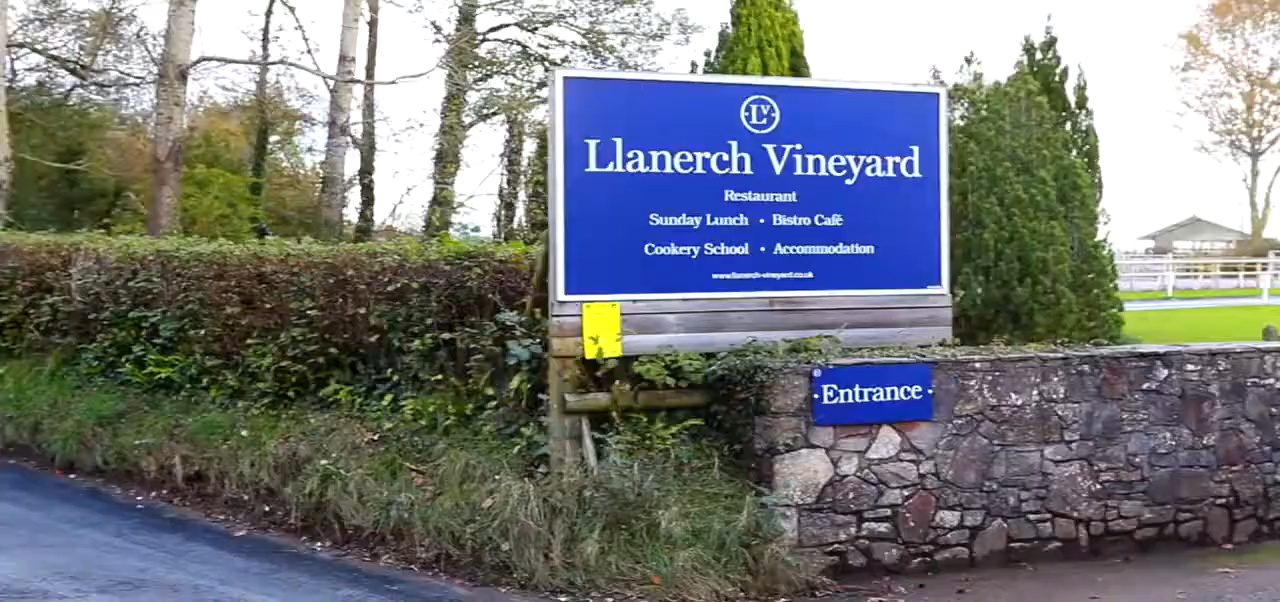 LV
Llanerch Vineyard
Restaurant
Sunday Lunch • Bistro Café
Cookery School • Accommodation
www.llanerch-vineyard.co.uk
Entrance